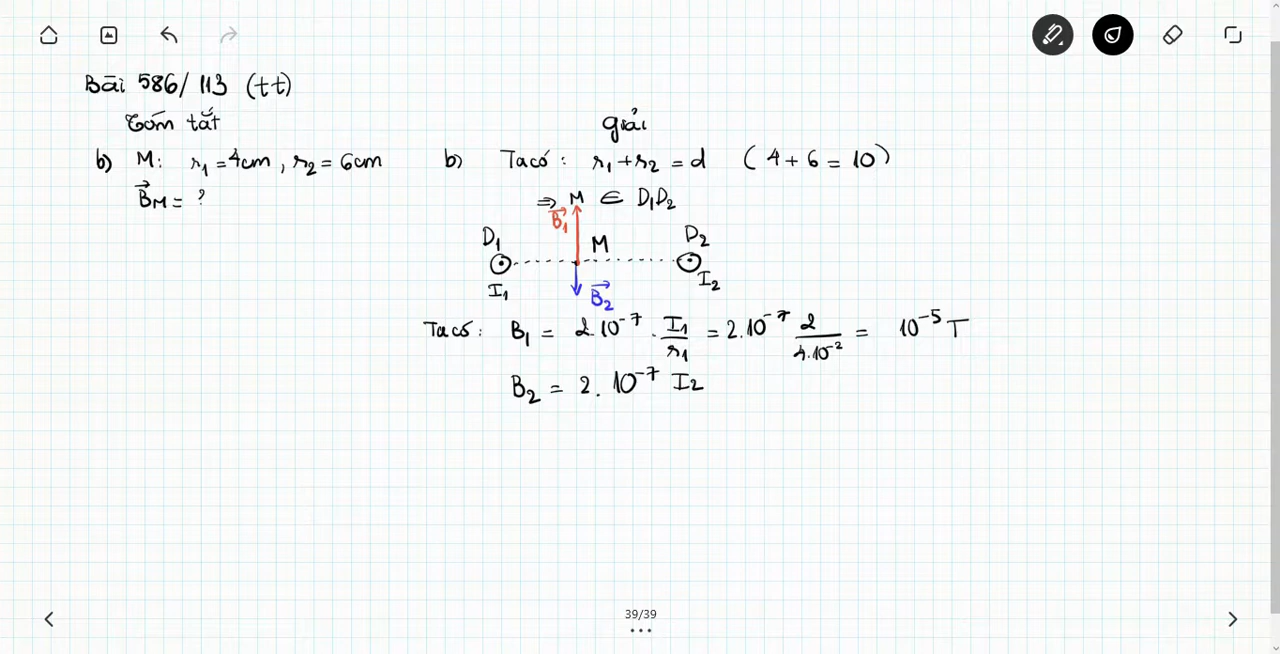 Bài 586/113 (tt)
Tóm tắt
b) M: r₁ = 4cm, r₂ = 6cm
B⃗M = ?
giải
b) Ta có: r₁ + r₂ = d (4 + 6 = 10)
⇒ M ∈ D₁D₂
B⃗₁
D₁ M D₂
I₁ B⃗₂ I₂
Ta có: B₁ = 2.10⁻⁷ . I₁/r₁ = 2.10⁻⁷ 2/4.10⁻² = 10⁻⁵ T
B₂ = 2.10⁻⁷ I₂
39/39